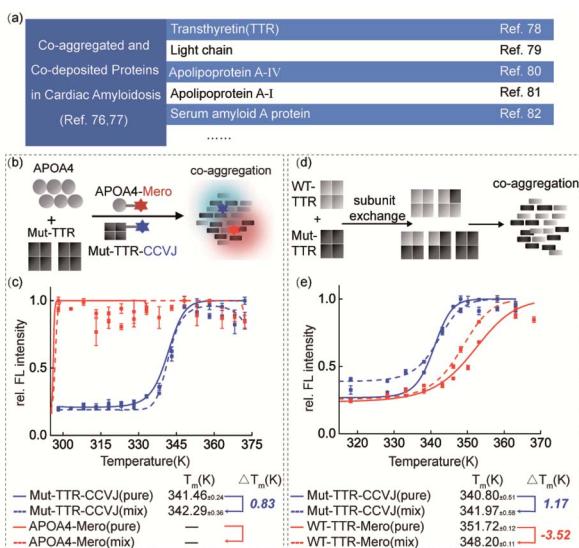 (a)
Co-aggregated and
Co-deposited Proteins
in Cardiac Amyloidosis
(Ref. 76,77)
Transthyretin(TTR) Ref. 78
Light chain Ref. 79
Apolipoprotein A-IV Ref. 80
Apolipoprotein A-I Ref. 81
Serum amyloid A protein Ref. 82
......
(b)
APOA4
+
Mut-TTR
APOA4-Mero
Mut-TTR-CCVJ
co-aggregation
(d)
WT-
TTR
+
Mut-
TTR
subunit
exchange
co-aggregation
(c)
rel. FL intensity
1.0
0.5
0.0
295 300 315 330 345 360 375
Temperature(K)
Tm(K) △Tm(K)
Mut-TTR-CCVJ(pure) 341.46±0.24
Mut-TTR-CCVJ(mix) 342.29±0.36
0.83
APOA4-Mero(pure) —
APOA4-Mero(mix) —
(e)
rel. FL intensity
1.0
0.5
0.0
320 330 340 350 360 370
Temperature(K)
Tm(K) △Tm(K)
Mut-TTR-CCVJ(pure) 340.80±0.51
Mut-TTR-CCVJ(mix) 341.97±0.58
1.17
WT-TTR-Mero(pure) 351.72±0.12
WT-TTR-Mero(mix) 348.20±0.11
-3.52